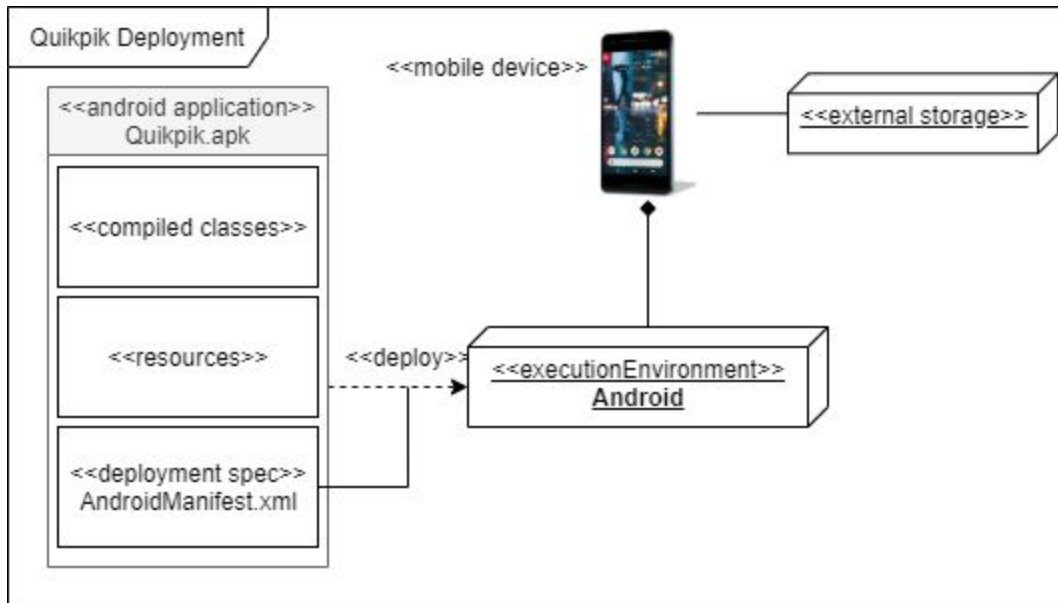 Quikpik Deployment
<<mobile device>>
<<external storage>>
<<android application>>
Quikpik.apk
<<compiled classes>>
<<resources>>
<<deploy>>
<<executionEnvironment>>
Android
<<deployment spec>>
AndroidManifest.xml